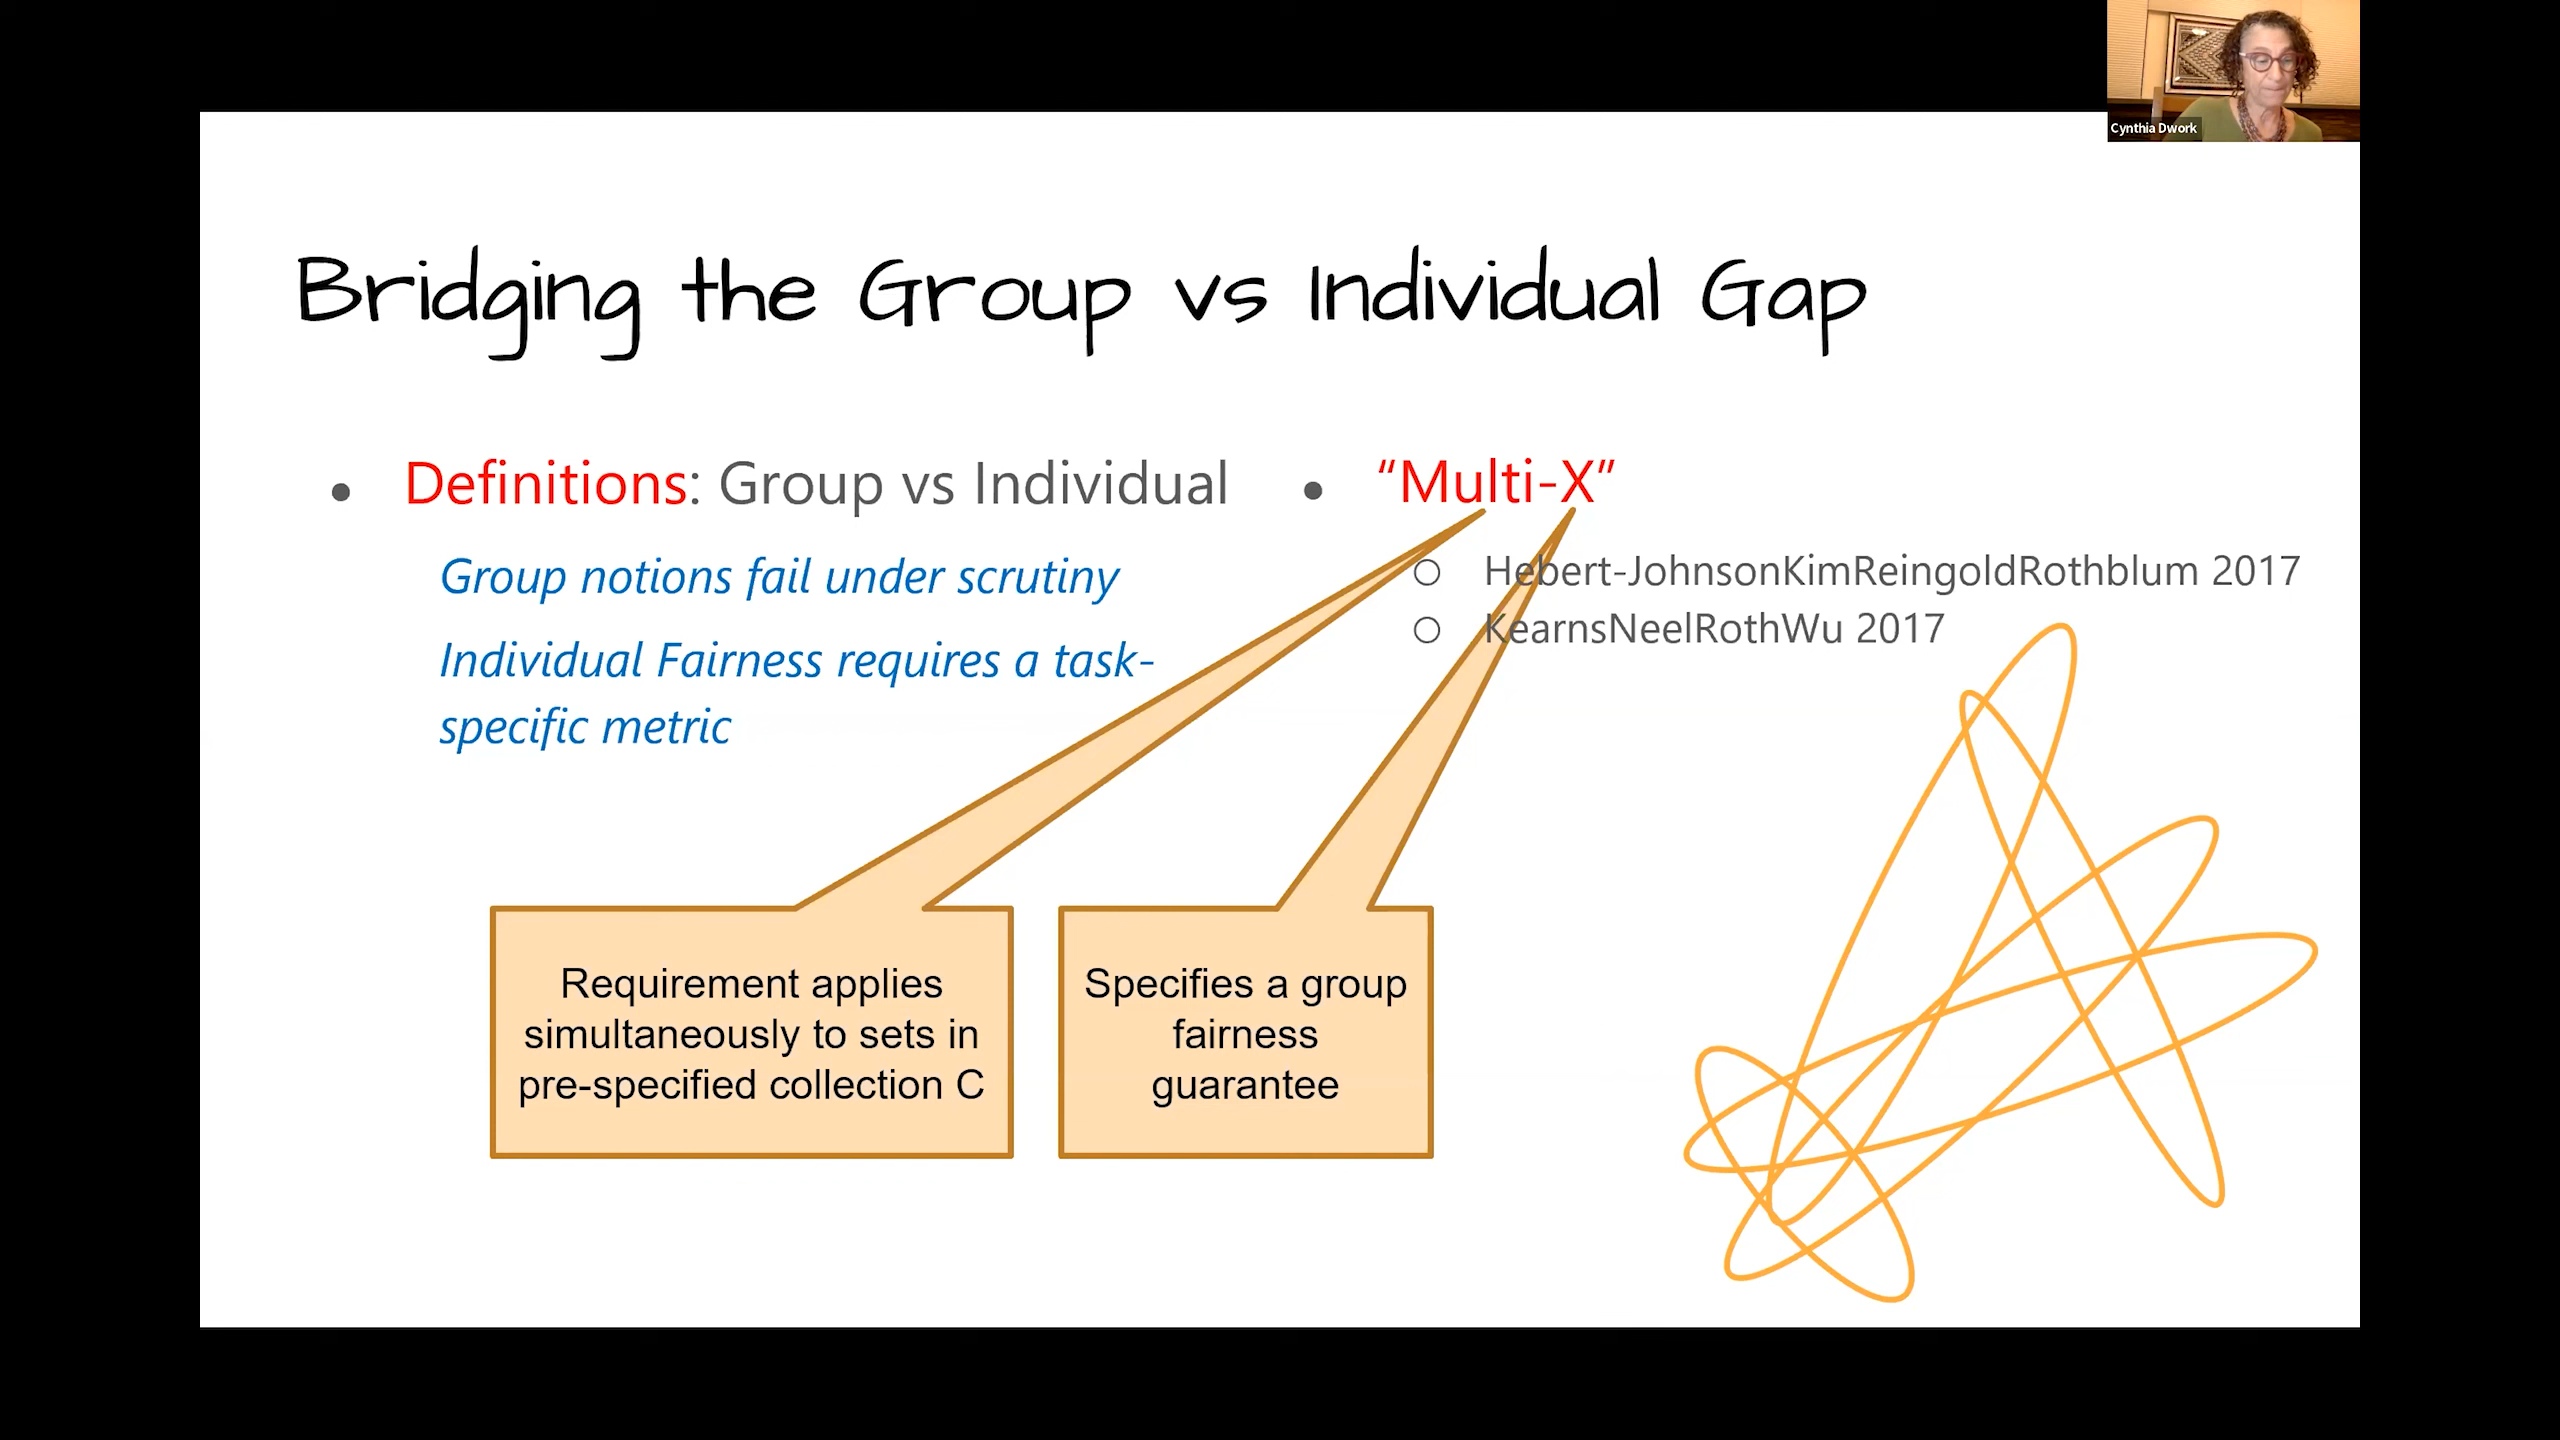 Cynthia Dwork
Bridging the Group vs Individual Gap
• Definitions: Group vs Individual
Group notions fail under scrutiny
Individual Fairness requires a task-
specific metric
• “Multi-X”
○ Hebert-JohnsonKimReingoldRothblum 2017
○ KearnsNeelRothWu 2017
Requirement applies
simultaneously to sets in
pre-specified collection C
Specifies a group
fairness
guarantee